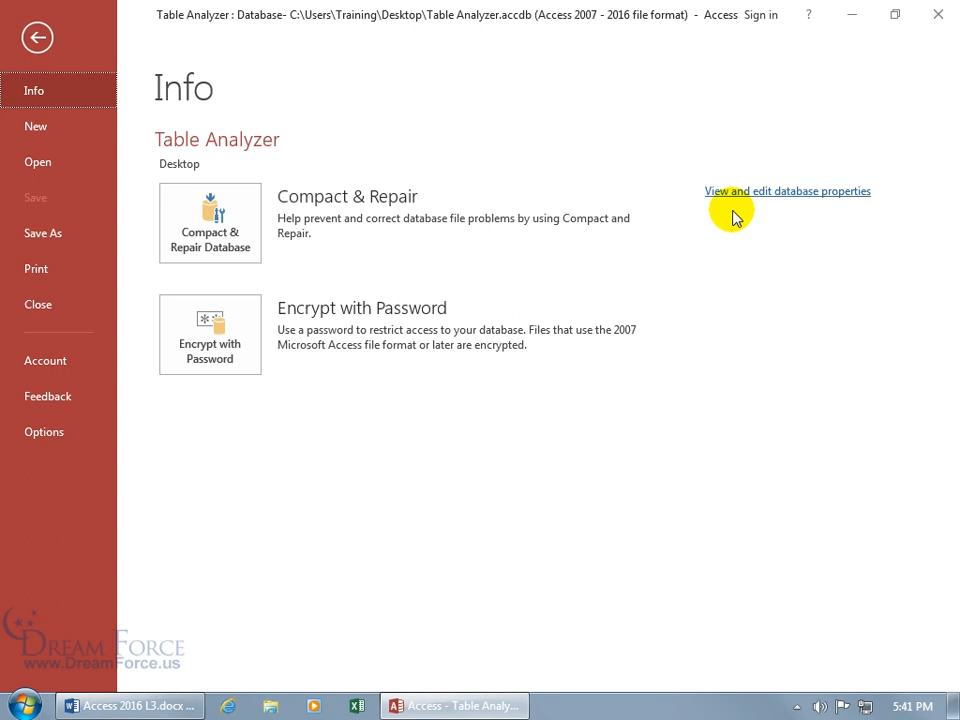 Table Analyzer : Database- C:\Users\Training\Desktop\Table Analyzer.accdb (Access 2007 - 2016 file format) - Access Sign in ?
Info
Info
New
Open
Save
Save As
Print
Close
Account
Feedback
Options
Table Analyzer
Desktop
Compact &
Repair Database
Compact & Repair
Help prevent and correct database file problems by using Compact and
Repair.
View and edit database properties
Encrypt with
Password
Encrypt with Password
Use a password to restrict access to your database. Files that use the 2007
Microsoft Access file format or later are encrypted.
DREAM FORCE
www.DreamForce.us
Access 2016 L3.docx ...
Access - Table Analy...
5:41 PM